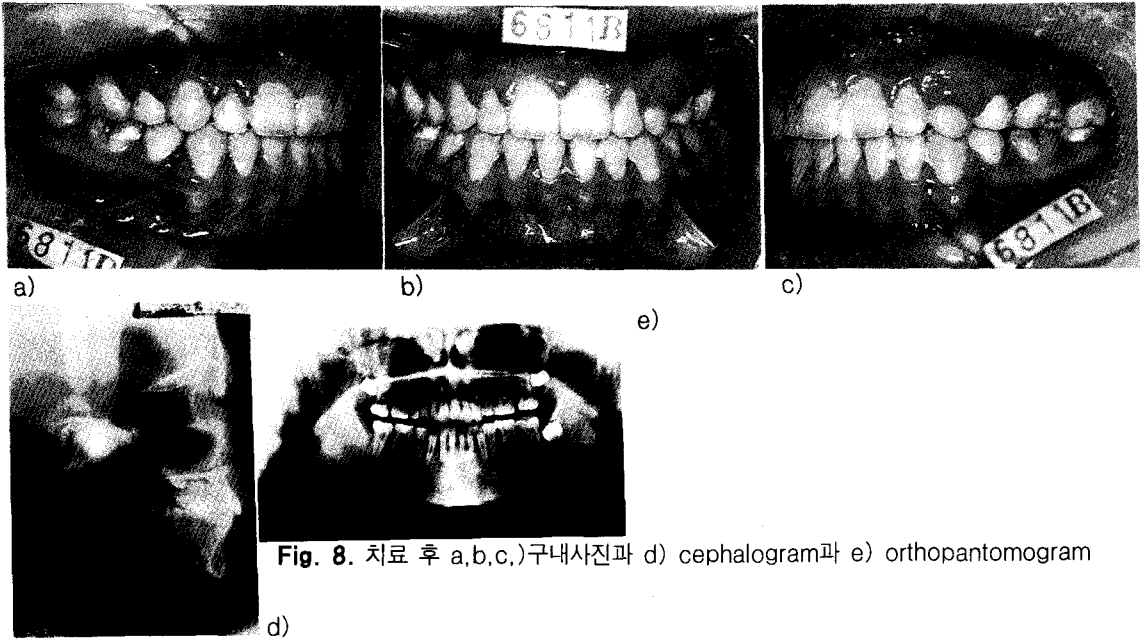 6811B
6811B
a)
b)
c)
e)
Fig. 8. 치료 후 a,b,c,)구내사진과 d) cephalogram과 e) orthopantomogram
d)